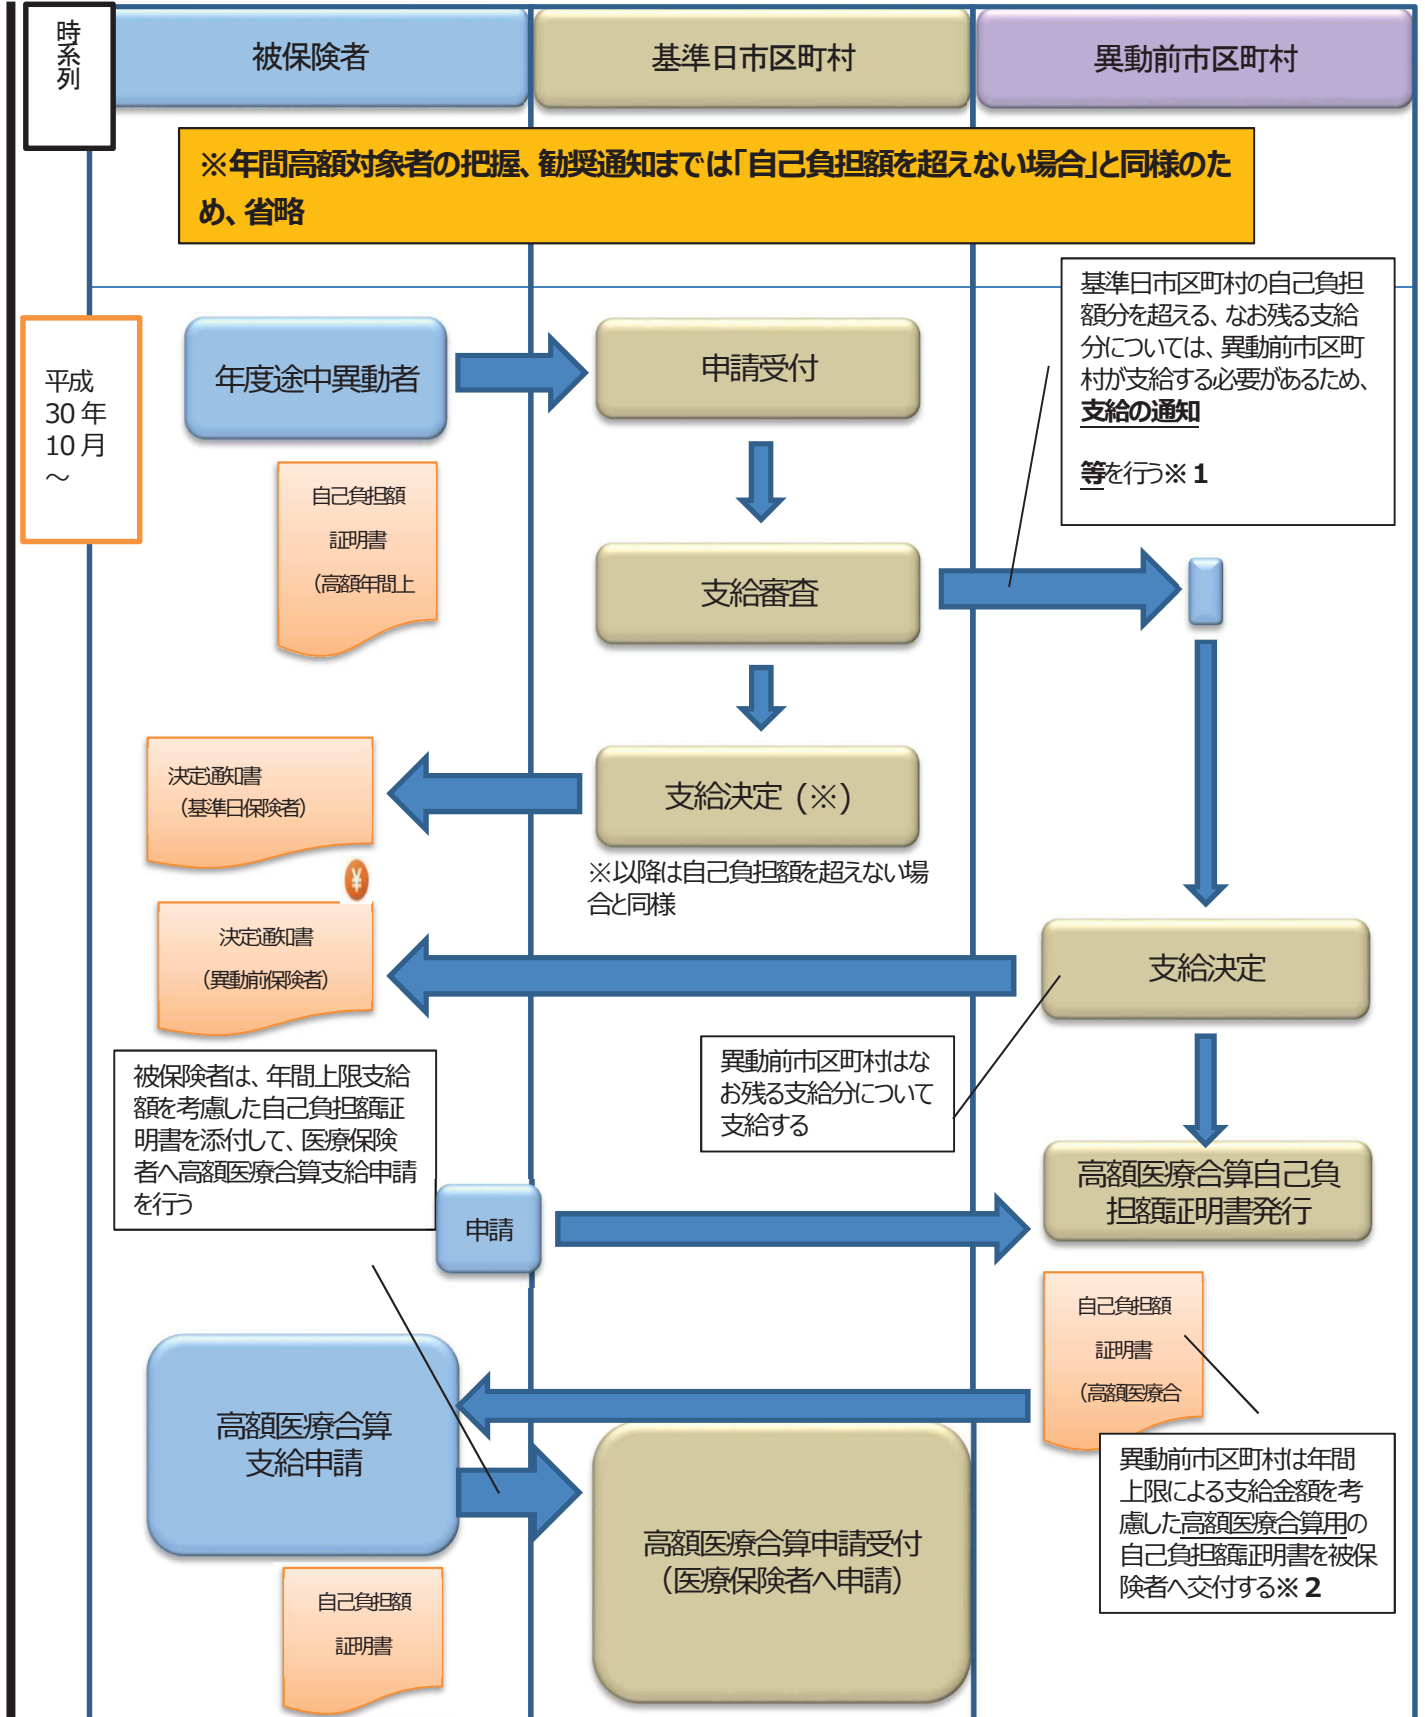 時系列
被保険者
基準日市区町村
異動前市区町村
※年間高額対象者の把握、勧奨通知までは「自己負担額を超えない場合」と同様のた
め、省略
平成
30年
10月
～
年度途中異動者
申請受付
基準日市区町村の自己負担
額分を超える、なお残る支給
分については、異動前市区町
村が支給する必要があるため、
支給の通知
等を行う※1
自己負担額
証明書
（高額年間上
支給審査
決定通知書
（基準日保険者）
支給決定（※）
※以降は自己負担額を超えない場
合と同様
¥
決定通知書
（異動前保険者）
支給決定
異動前市区町村はな
お残る支給分について
支給する
被保険者は、年間上限支給
額を考慮した自己負担額証
明書を添付して、医療保険
者へ高額医療合算支給申請
を行う
申請
高額医療合算自己負
担額証明書発行
自己負担額
証明書
（高額医療合
高額医療合算
支給申請
高額医療合算申請受付
（医療保険者へ申請）
異動前市区町村は年間
上限による支給金額を考
慮した高額医療合算用の
自己負担額証明書を被保
険者へ交付する※2
自己負担額
証明書